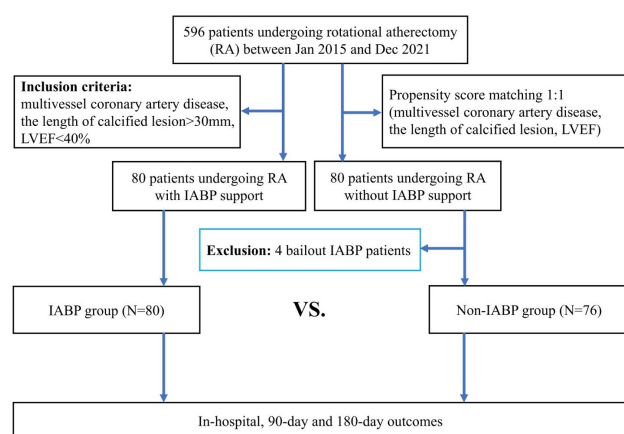 596 patients undergoing rotational atherectomy
(RA) between Jan 2015 and Dec 2021
Inclusion criteria:
multivessel coronary artery disease,
the length of calcified lesion>30mm,
LVEF<40%
Propensity score matching 1:1
(multivessel coronary artery disease,
the length of calcified lesion, LVEF)
80 patients undergoing RA
with IABP support
80 patients undergoing RA
without IABP support
Exclusion: 4 bailout IABP patients
IABP group (N=80)
VS.
Non-IABP group (N=76)
In-hospital, 90-day and 180-day outcomes